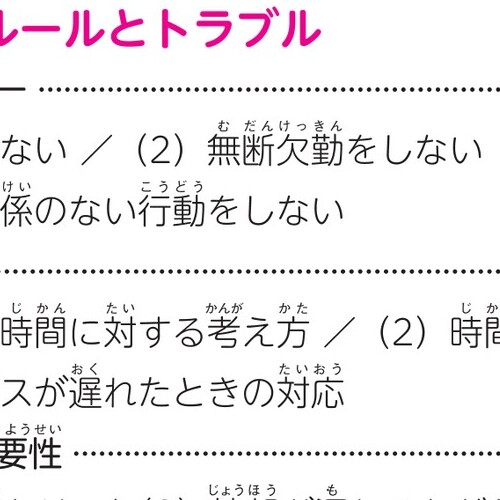 ルールとトラブル
ない ／（2）無断欠勤をしない
係のない行動をしない
時間に対する考え方 ／（2）時間
スが遅れたときの対応
要性